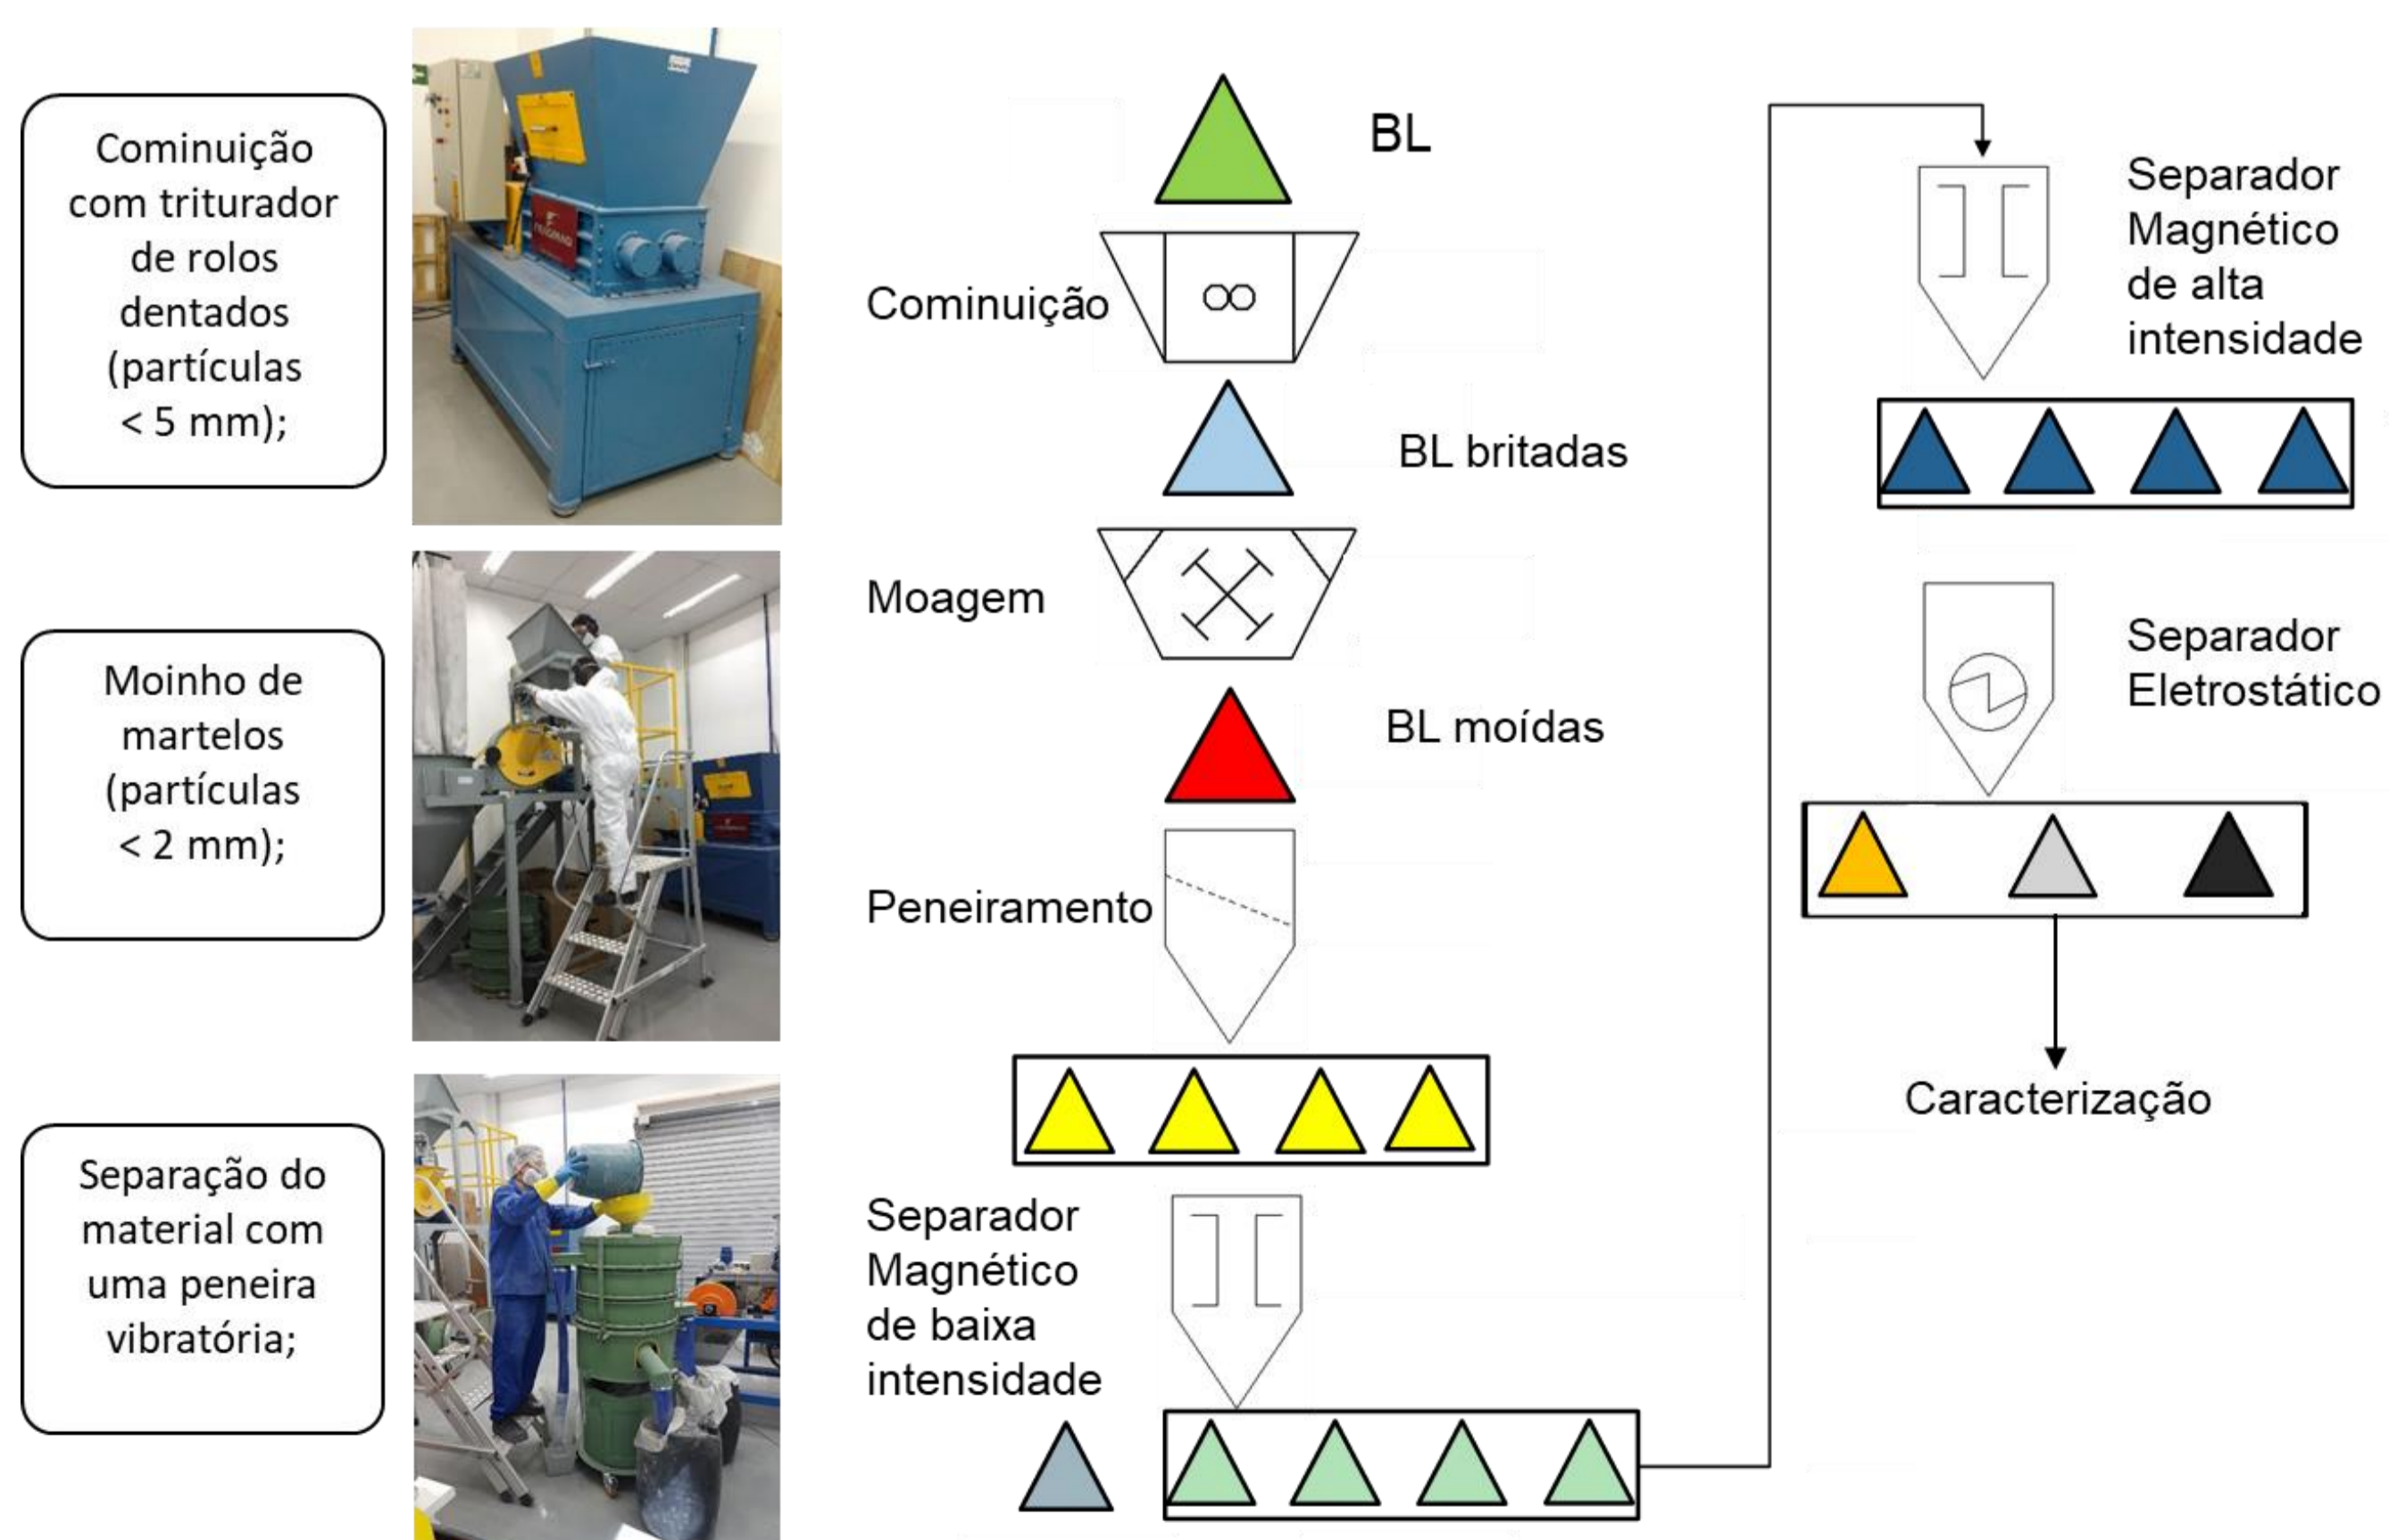 Cominuição
com triturador
de rolos
dentados
(partículas
< 5 mm);
Moinho de
martelos
(partículas
< 2 mm);
Separação do
material com
uma peneira
vibratória;
BL
Cominuição
BL britadas
Moagem
BL moídas
Peneiramento
Separador
Magnético
de baixa
intensidade
Separador
Magnético
de alta
intensidade
Separador
Eletrostático
Caracterização